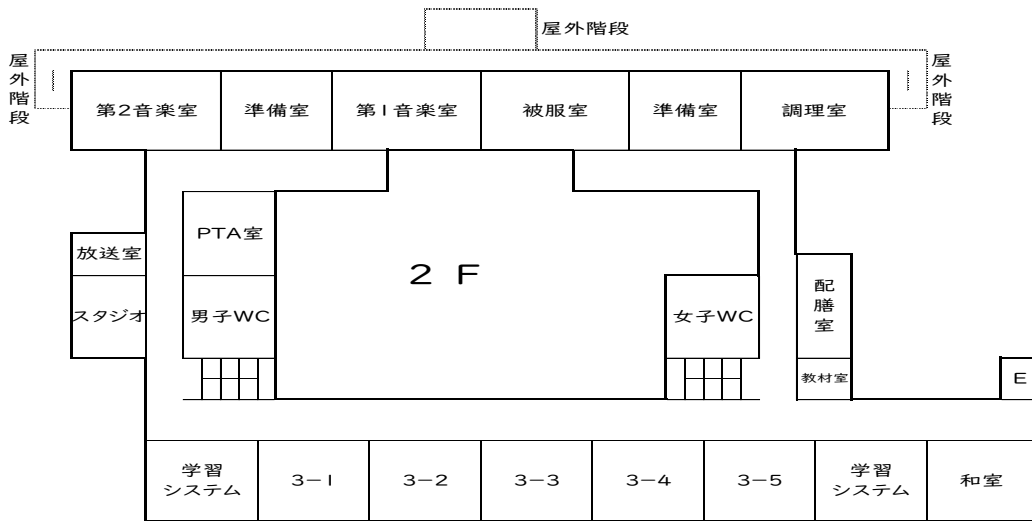 屋外階段
屋外階段
屋外階段
第2音楽室
準備室
第1音楽室
被服室
準備室
調理室
PTA室
放送室
2 F
配膳室
スタジオ
男子WC
女子WC
教材室
E
学習
システム
3-1
3-2
3-3
3-4
3-5
学習
システム
和室